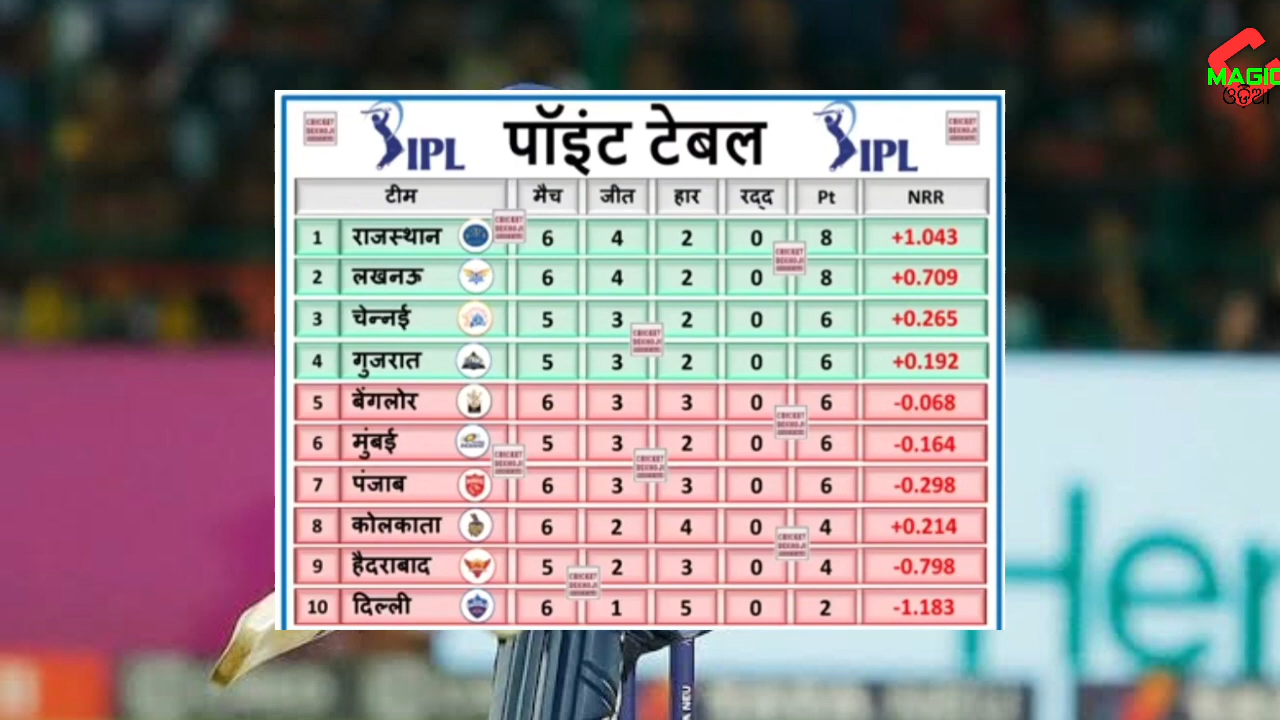 MAGIC
ଓଡ଼ିଆ
IPL पॉइंट टेबल IPL
टीम मैच जीत हार रद्द Pt NRR
1 राजस्थान 6 4 2 0 8 +1.043
2 लखनऊ 6 4 2 0 8 +0.709
3 चेन्नई 5 3 2 0 6 +0.265
4 गुजरात 5 3 2 0 6 +0.192
5 बेंगलोर 6 3 3 0 6 -0.068
6 मुंबई 5 3 2 0 6 -0.164
7 पंजाब 6 3 3 0 6 -0.298
8 कोलकाता 6 2 4 0 4 +0.214
9 हैदराबाद 5 2 3 0 4 -0.798
10 दिल्ली 6 1 5 0 2 -1.183
Her
A NEU